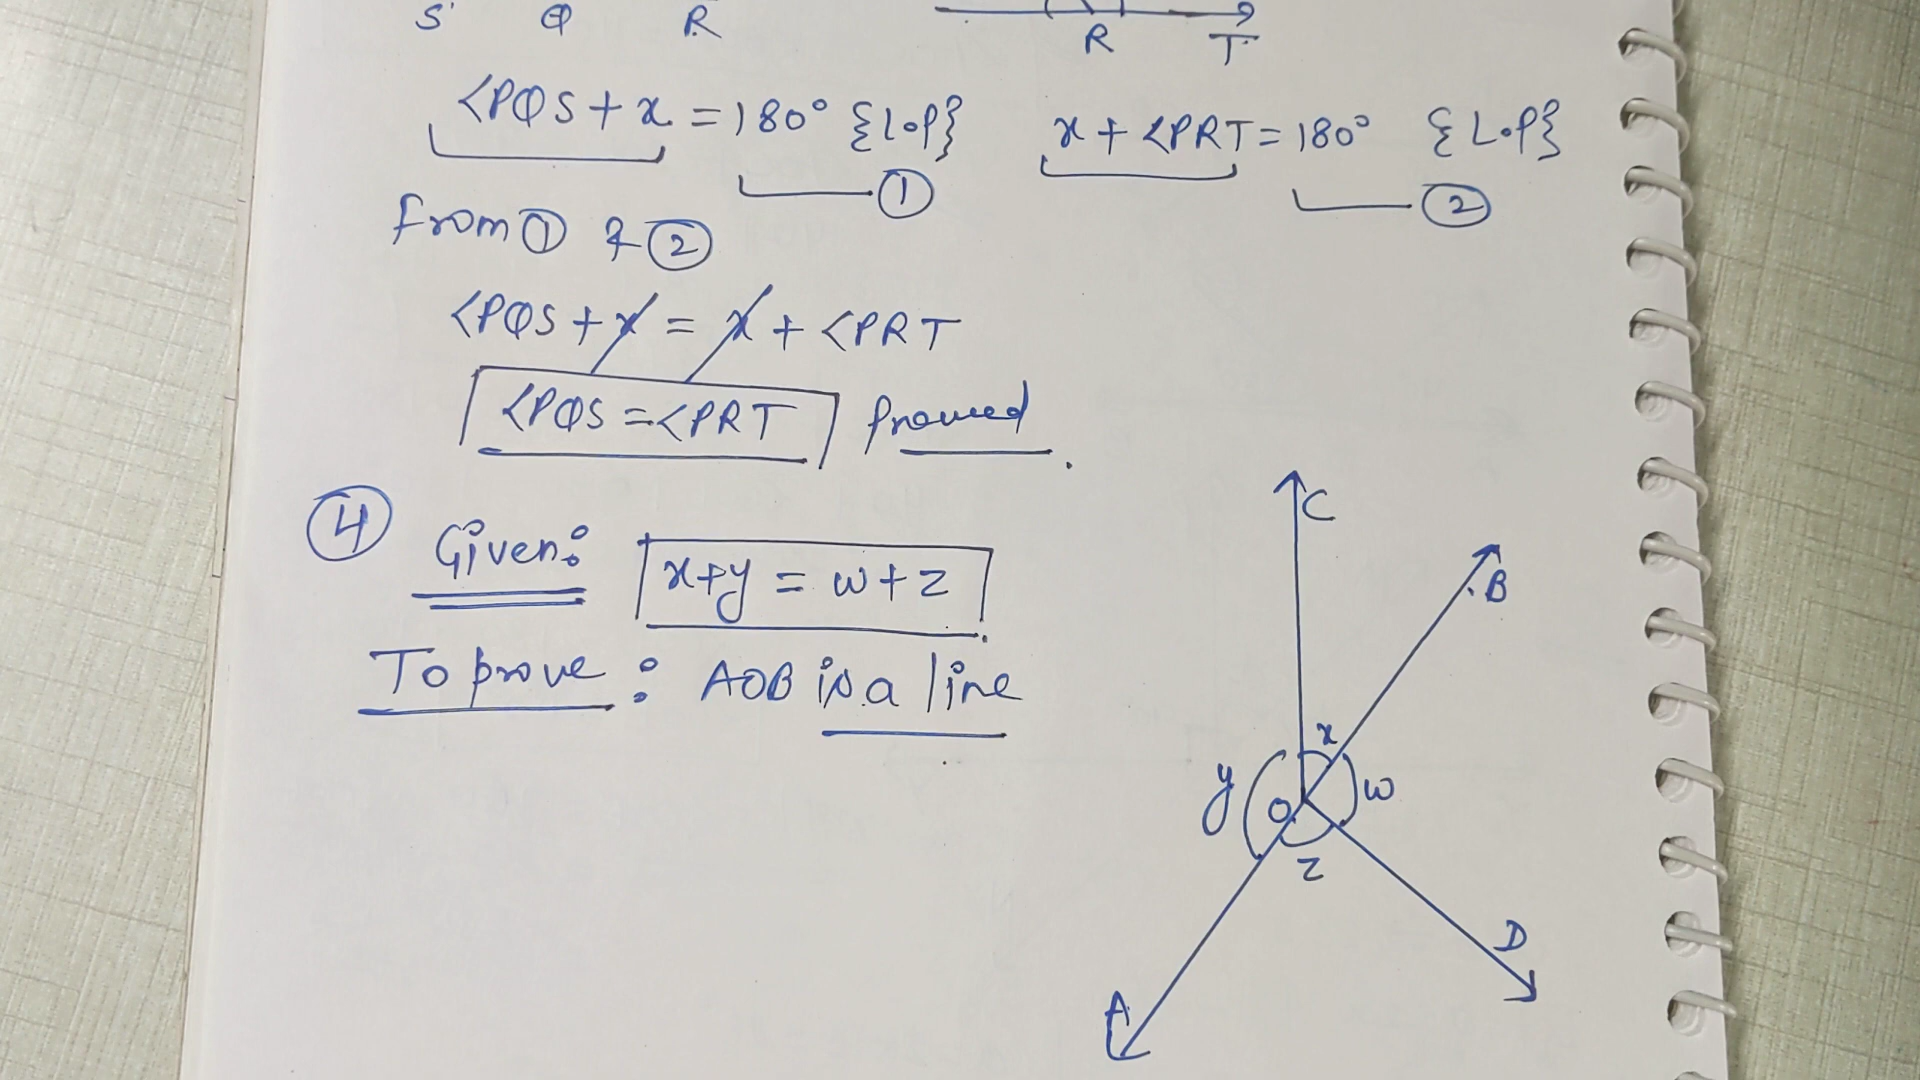 S Q R
R T
<PQS + x = 180° {L.P}
①
x + <PRT = 180° {L.P}
②
from ① & ②
<PQS + x = x + <PRT
<PQS = <PRT proved.
④ Given: x+y = w+z
To prove: AOB is a line
C
B
x
y
O
w
z
D
A